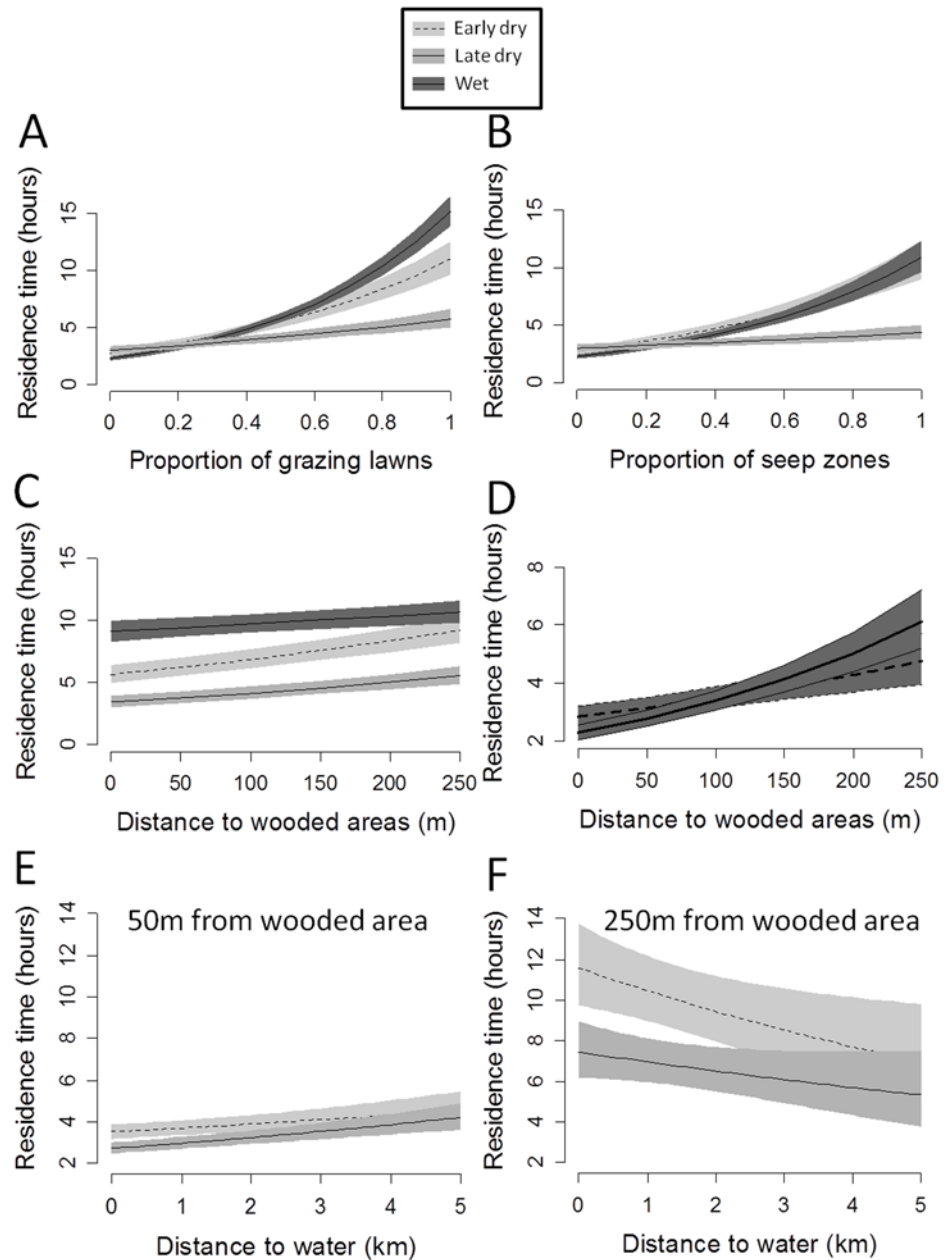 Early dry
Late dry
Wet
A
Residence time (hours)
15
10
5
0
0 0.2 0.4 0.6 0.8 1
Proportion of grazing lawns
B
Residence time (hours)
15
10
5
0
0 0.2 0.4 0.6 0.8 1
Proportion of seep zones
C
Residence time (hours)
15
10
5
0
0 50 100 150 200 250
Distance to wooded areas (m)
D
Residence time (hours)
8
6
4
2
0 50 100 150 200 250
Distance to wooded areas (m)
E
50m from wooded area
Residence time (hours)
14
12
10
8
6
4
2
0 1 2 3 4 5
Distance to water (km)
F
250m from wooded area
Residence time (hours)
14
12
10
8
6
4
2
0 1 2 3 4 5
Distance to water (km)